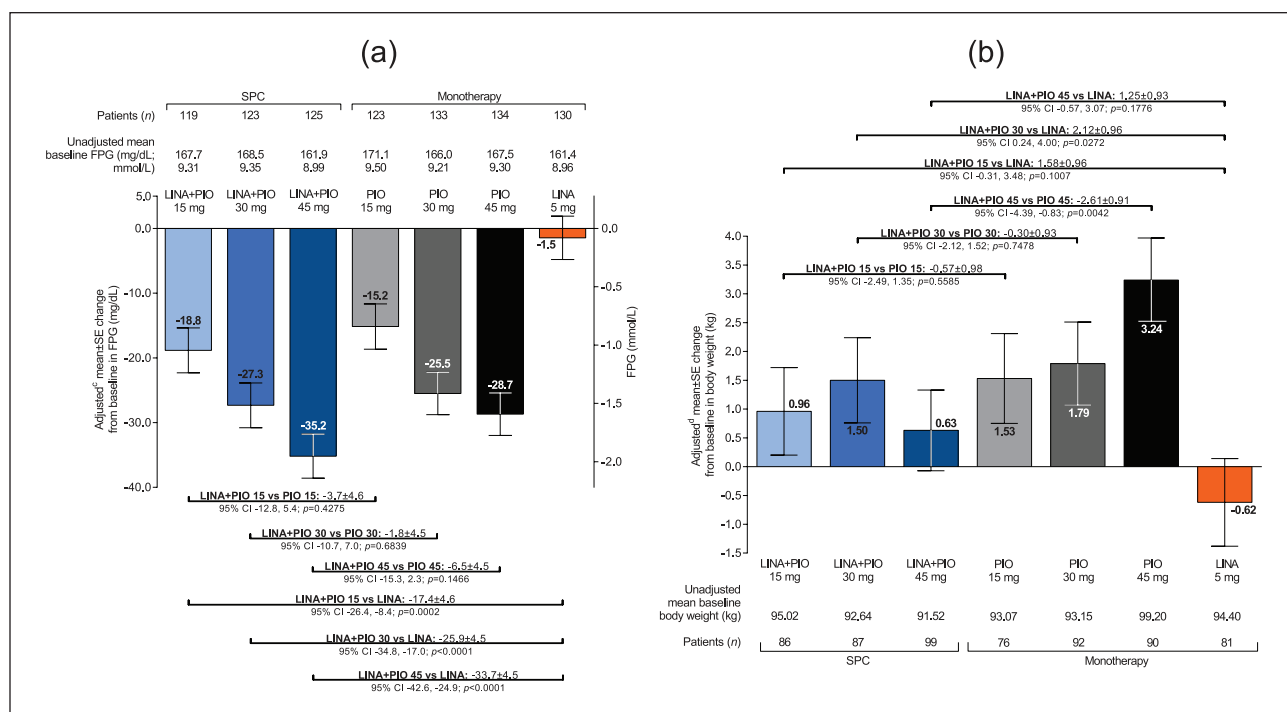 (a)
SPC Monotherapy
Patients (n) 119 123 125 123 133 134 130
Unadjusted mean
baseline FPG (mg/dL; 167.7 168.5 161.9 171.1 166.0 167.5 161.4
mmol/L) 9.31 9.35 8.99 9.50 9.21 9.30 8.96
LINA+PIO LINA+PIO LINA+PIO PIO PIO PIO LINA
15 mg 30 mg 45 mg 15 mg 30 mg 45 mg 5 mg
5.0
0.0
-10.0
-20.0
-30.0
-40.0
Adjustedᶜ mean±SE change
from baseline in FPG (mg/dL)
-18.8
-27.3
-35.2
-15.2
-25.5
-28.7
-1.5
0.0
-0.5
-1.0
-1.5
-2.0
FPG (mmol/L)
LINA+PIO 15 vs PIO 15: -3.7±4.6
95% CI -12.8, 5.4; p=0.4275
LINA+PIO 30 vs PIO 30: -1.8±4.5
95% CI -10.7, 7.0; p=0.6839
LINA+PIO 45 vs PIO 45: -6.5±4.5
95% CI -15.3, 2.3; p=0.1466
LINA+PIO 15 vs LINA: -17.4±4.6
95% CI -26.4, -8.4; p=0.0002
LINA+PIO 30 vs LINA: -25.9±4.5
95% CI -34.8, -17.0; p<0.0001
LINA+PIO 45 vs LINA: -33.7±4.5
95% CI -42.6, -24.9; p<0.0001
(b)
LINA+PIO 45 vs LINA: 1.25±0.93
95% CI -0.57, 3.07; p=0.1776
LINA+PIO 30 vs LINA: 2.12±0.96
95% CI 0.24, 4.00; p=0.0272
LINA+PIO 15 vs LINA: 1.58±0.96
95% CI -0.31, 3.48; p=0.1007
LINA+PIO 45 vs PIO 45: -2.61±0.91
95% CI -4.39, -0.83; p=0.0042
LINA+PIO 30 vs PIO 30: -0.30±0.93
95% CI -2.12, 1.52; p=0.7478
LINA+PIO 15 vs PIO 15: -0.57±0.98
95% CI -2.49, 1.35; p=0.5585
4.0
3.5
3.0
2.5
2.0
1.5
1.0
0.5
0.0
-0.5
-1.0
-1.5
Adjustedᵈ mean±SE change
from baseline in body weight (kg)
0.96
1.50
0.63
1.53
1.79
3.24
-0.62
LINA+PIO LINA+PIO LINA+PIO PIO PIO PIO LINA
15 mg 30 mg 45 mg 15 mg 30 mg 45 mg 5 mg
Unadjusted
mean baseline
body weight (kg) 95.02 92.64 91.52 93.07 93.15 99.20 94.40
Patients (n) 86 87 99 76 92 90 81
SPC Monotherapy